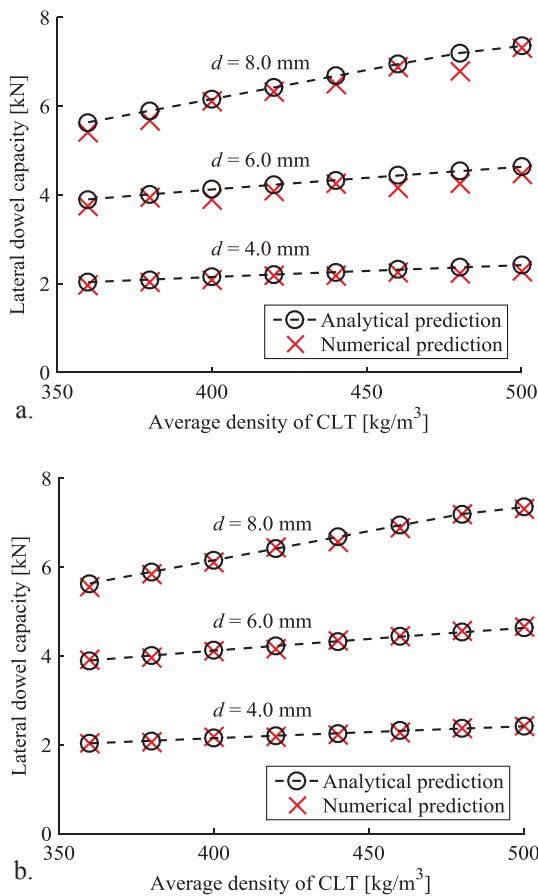 8
d = 8.0 mm
6
d = 6.0 mm
4
d = 4.0 mm
2
Analytical prediction
Numerical prediction
0
350 400 450 500
Lateral dowel capacity [kN]
a.
Average density of CLT [kg/m³]
8
d = 8.0 mm
6
d = 6.0 mm
4
d = 4.0 mm
2
Analytical prediction
Numerical prediction
0
350 400 450 500
Lateral dowel capacity [kN]
b.
Average density of CLT [kg/m³]